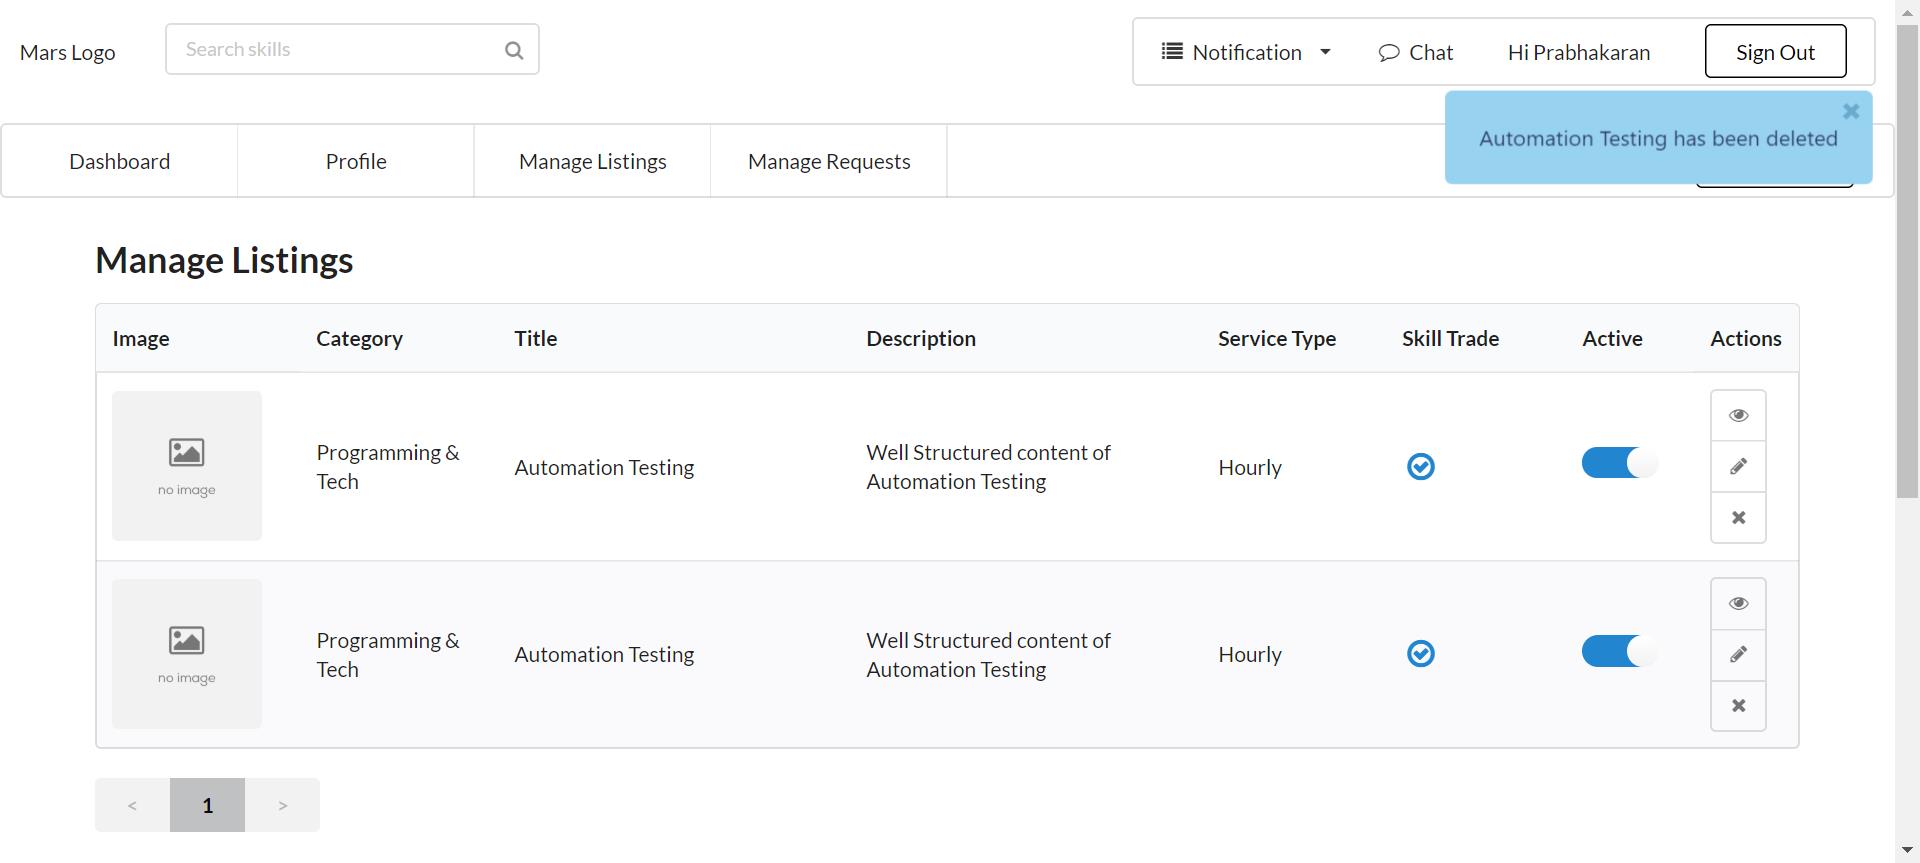 Mars Logo
Search skills
Notification
Chat
Hi Prabhakaran
Sign Out
Automation Testing has been deleted
Dashboard
Profile
Manage Listings
Manage Requests
Manage Listings
Image
Category
Title
Description
Service Type
Skill Trade
Active
Actions
no image
Programming &
Tech
Automation Testing
Well Structured content of
Automation Testing
Hourly
no image
Programming &
Tech
Automation Testing
Well Structured content of
Automation Testing
Hourly
< 1 >